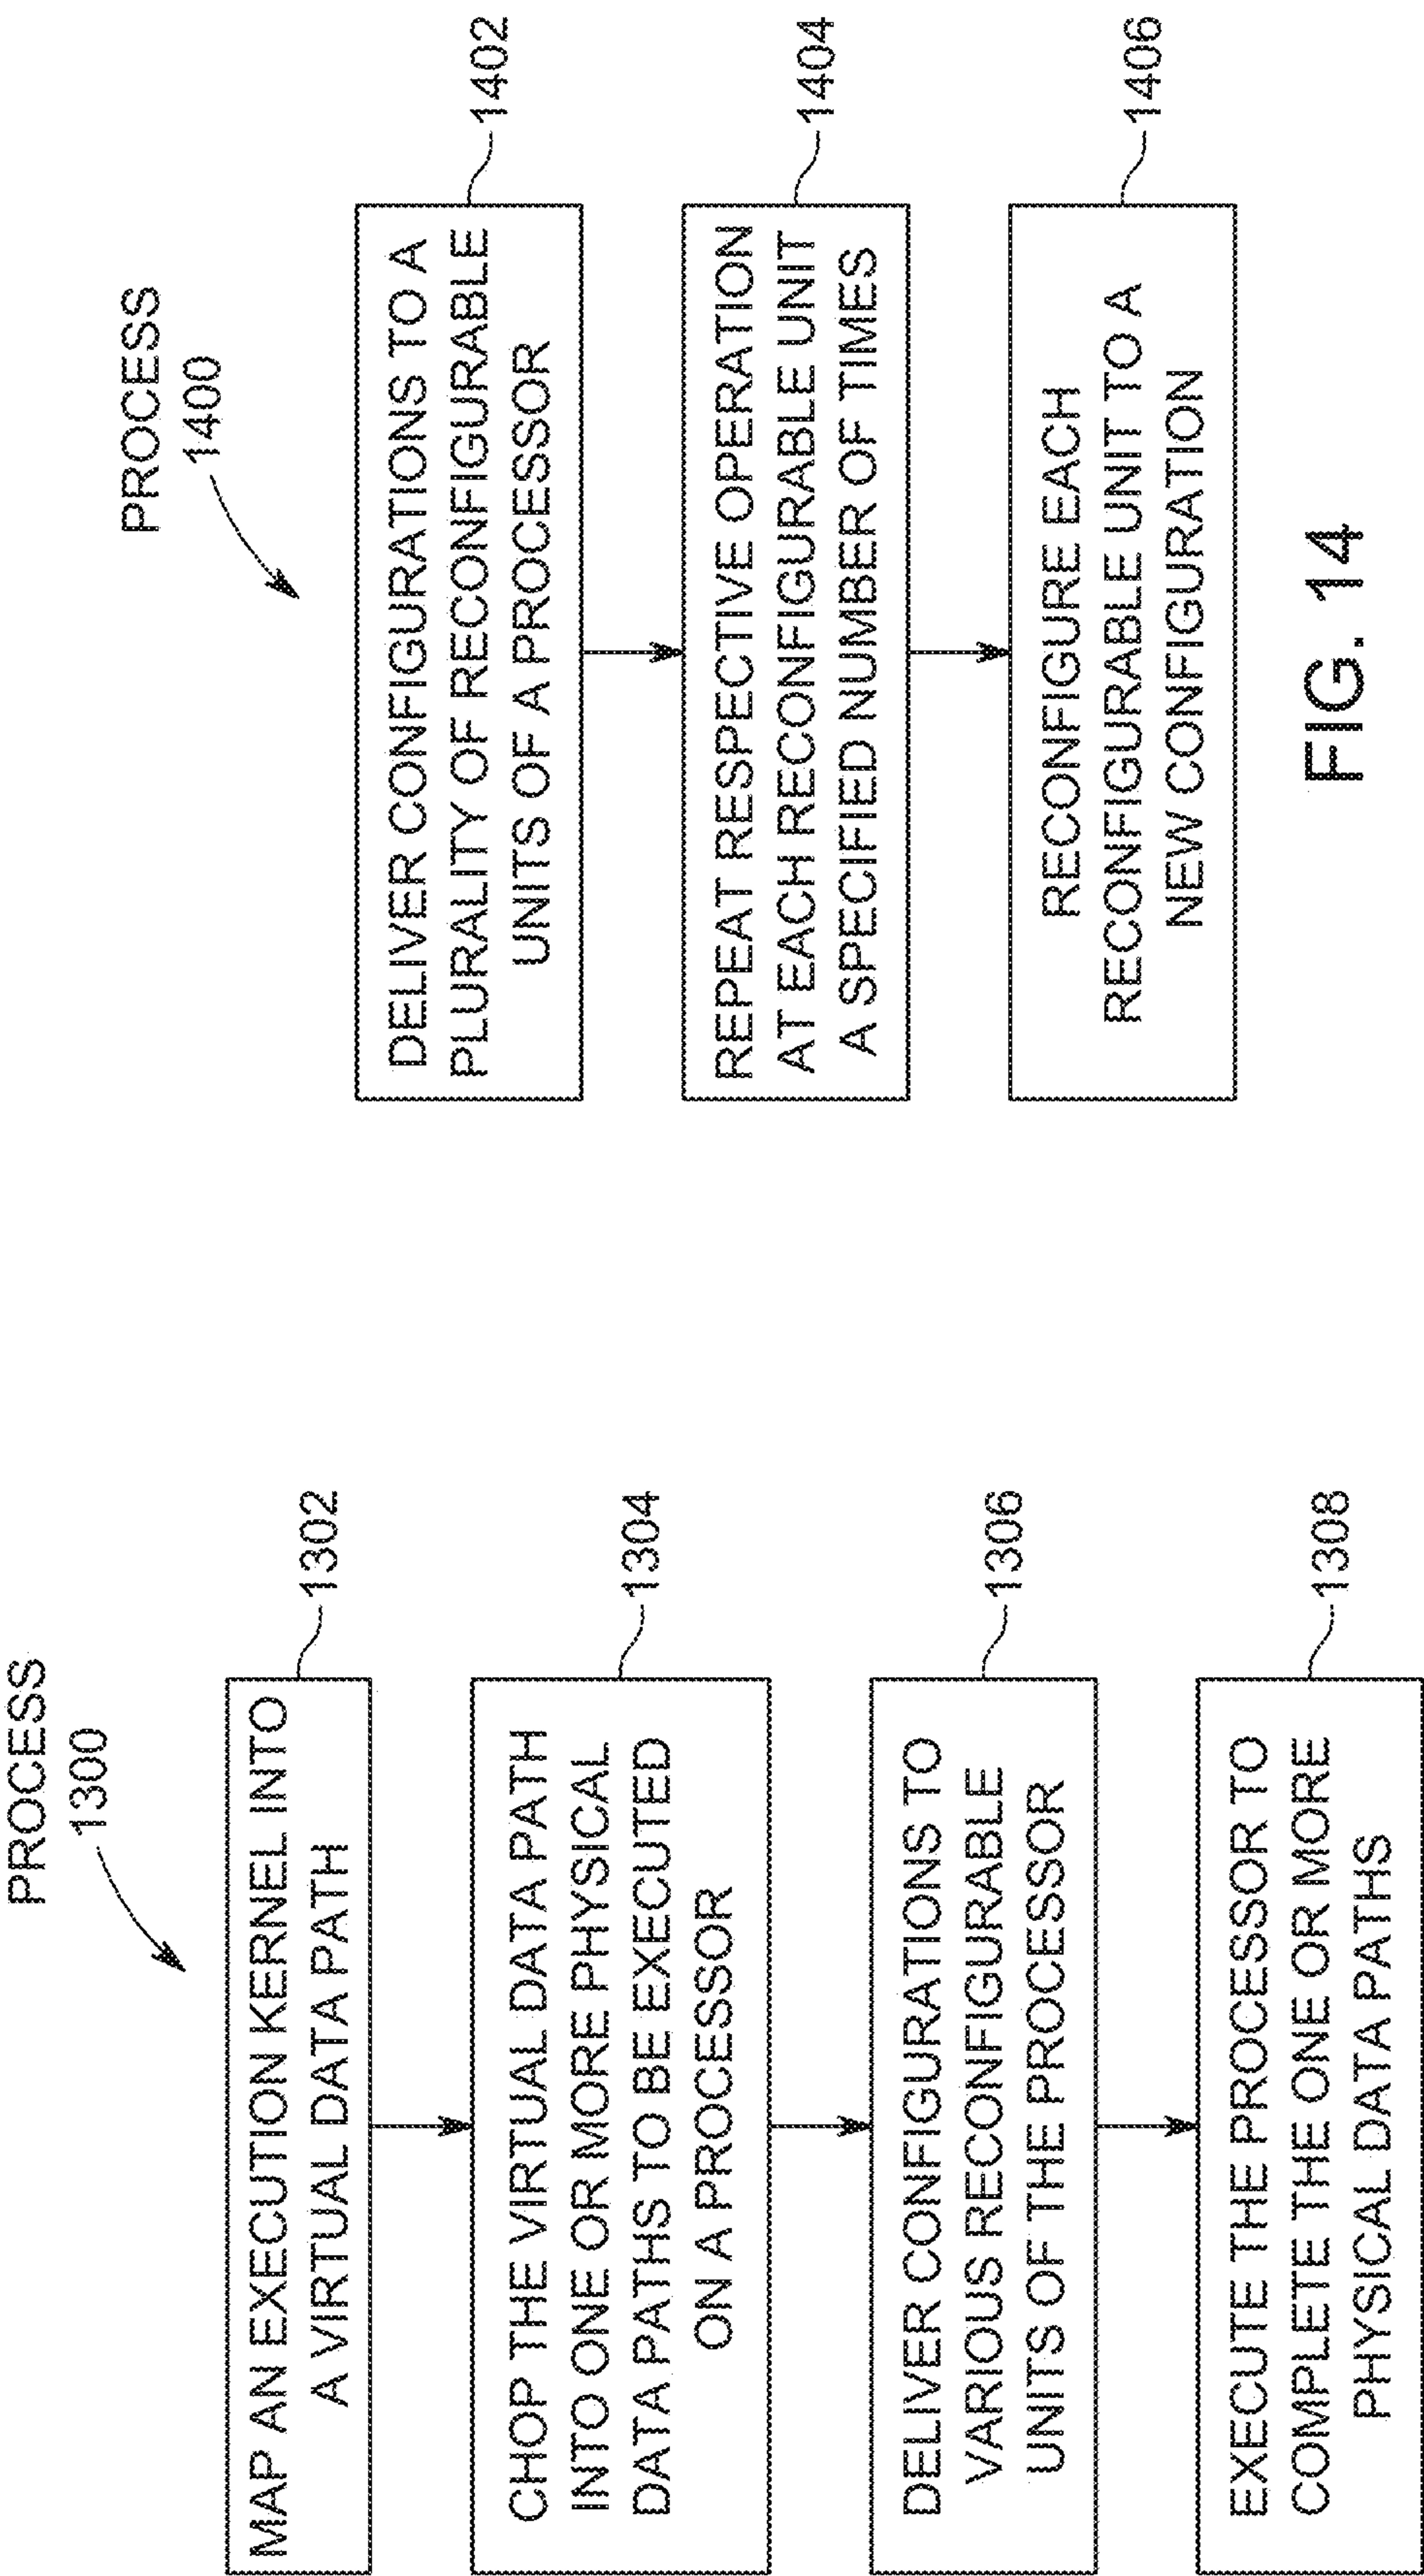 PROCESS
1300
MAP AN EXECUTION KERNEL INTO
A VIRTUAL DATA PATH
1302
CHOP THE VIRTUAL DATA PATH
INTO ONE OR MORE PHYSICAL
DATA PATHS TO BE EXECUTED
ON A PROCESSOR
1304
DELIVER CONFIGURATIONS TO
VARIOUS RECONFIGURABLE
UNITS OF THE PROCESSOR
1306
EXECUTE THE PROCESSOR TO
COMPLETE THE ONE OR MORE
PHYSICAL DATA PATHS
1308
PROCESS
1400
DELIVER CONFIGURATIONS TO A
PLURALITY OF RECONFIGURABLE
UNITS OF A PROCESSOR
1402
REPEAT RESPECTIVE OPERATION
AT EACH RECONFIGURABLE UNIT
A SPECIFIED NUMBER OF TIMES
1404
RECONFIGURE EACH
RECONFIGURABLE UNIT TO A
NEW CONFIGURATION
1406
FIG. 14